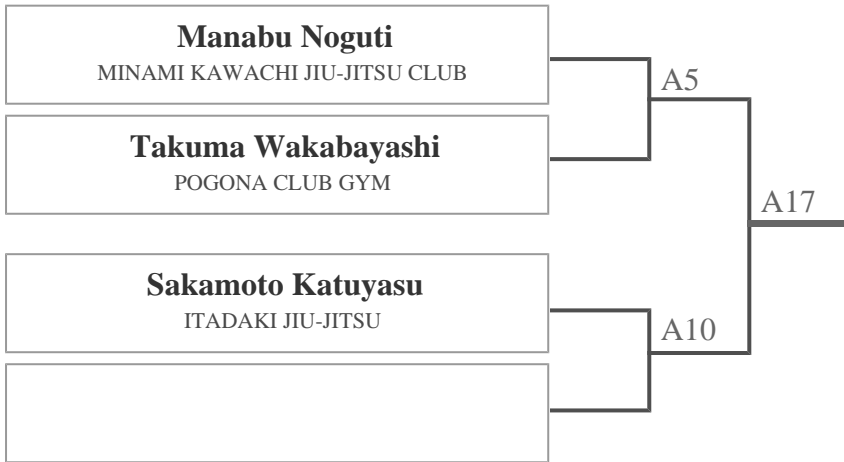 Manabu Noguti
MINAMI KAWACHI JIU-JITSU CLUB
A5
Takuma Wakabayashi
POGONA CLUB GYM
A17
Sakamoto Katuyasu
ITADAKI JIU-JITSU
A10